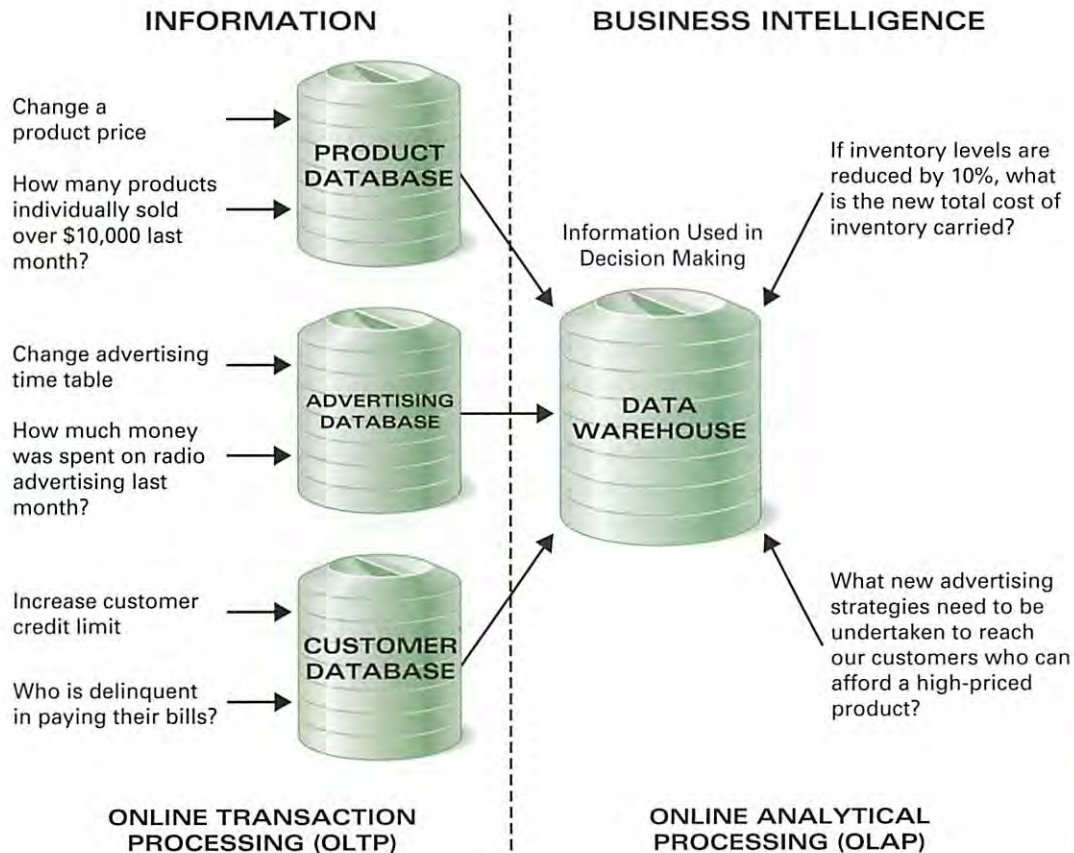 INFORMATION
BUSINESS INTELLIGENCE
Change a
product price
How many products
individually sold
over $10,000 last
month?
PRODUCT
DATABASE
Change advertising
time table
How much money
was spent on radio
advertising last
month?
ADVERTISING
DATABASE
Increase customer
credit limit
Who is delinquent
in paying their bills?
CUSTOMER
DATABASE
Information Used in
Decision Making
DATA
WAREHOUSE
If inventory levels are
reduced by 10%, what
is the new total cost of
inventory carried?
What new advertising
strategies need to be
undertaken to reach
our customers who can
afford a high-priced
product?
ONLINE TRANSACTION
PROCESSING (OLTP)
ONLINE ANALYTICAL
PROCESSING (OLAP)